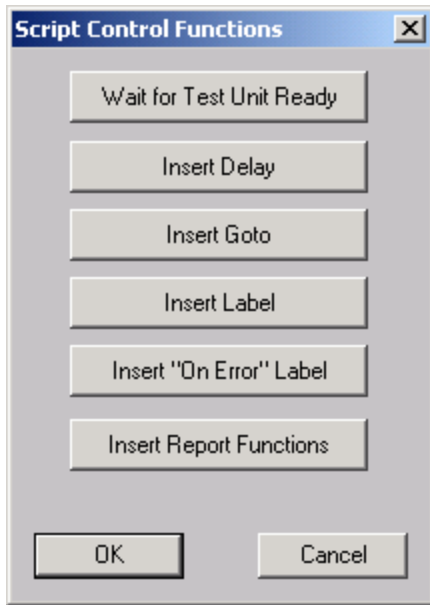 Script Control Functions
Wait for Test Unit Ready
Insert Delay
Insert Goto
Insert Label
Insert "On Error" Label
Insert Report Functions
OK Cancel